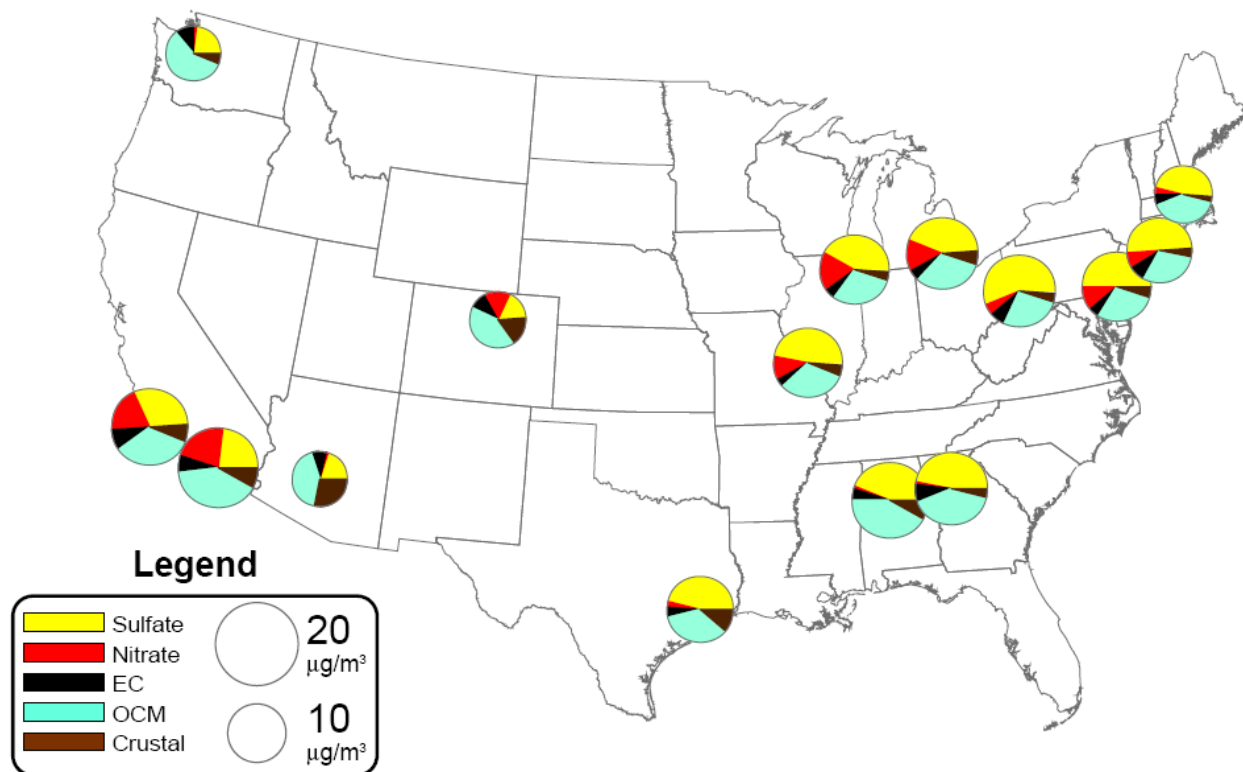 Legend
Sulfate
Nitrate
EC
OCM
Crustal
20
µg/m³
10
µg/m³